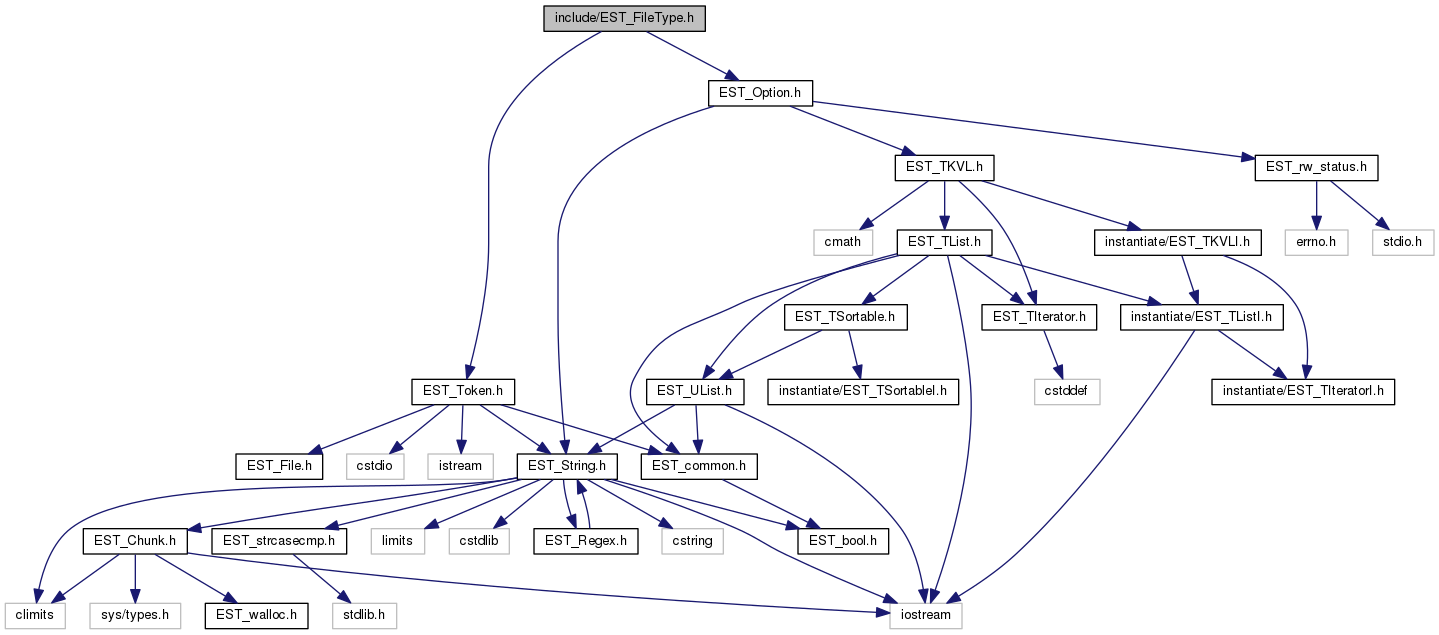 include/EST_FileType.h
EST_Option.h
EST_TKVL.h
EST_rw_status.h
cmath
EST_TList.h
instantiate/EST_TKVLI.h
errno.h
stdio.h
EST_TSortable.h
EST_TIterator.h
instantiate/EST_TListI.h
EST_Token.h
EST_UList.h
instantiate/EST_TSortableI.h
cstddef
instantiate/EST_TIteratorI.h
EST_File.h
cstdio
istream
EST_String.h
EST_common.h
EST_Chunk.h
EST_strcasecmp.h
limits
cstdlib
EST_Regex.h
cstring
EST_bool.h
climits
sys/types.h
EST_walloc.h
stdlib.h
iostream